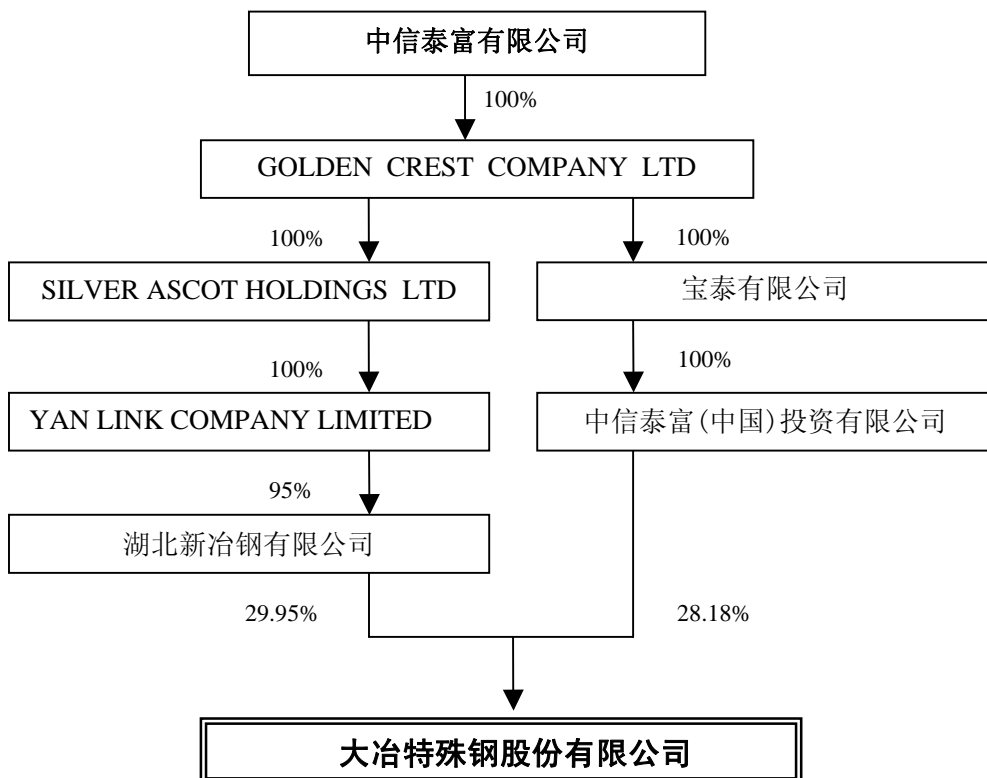 中信泰富有限公司
100%
GOLDEN CREST COMPANY LTD
100%
100%
SILVER ASCOT HOLDINGS LTD
宝泰有限公司
100%
100%
YAN LINK COMPANY LIMITED
中信泰富(中国)投资有限公司
95%
湖北新冶钢有限公司
29.95%
28.18%
大冶特殊钢股份有限公司